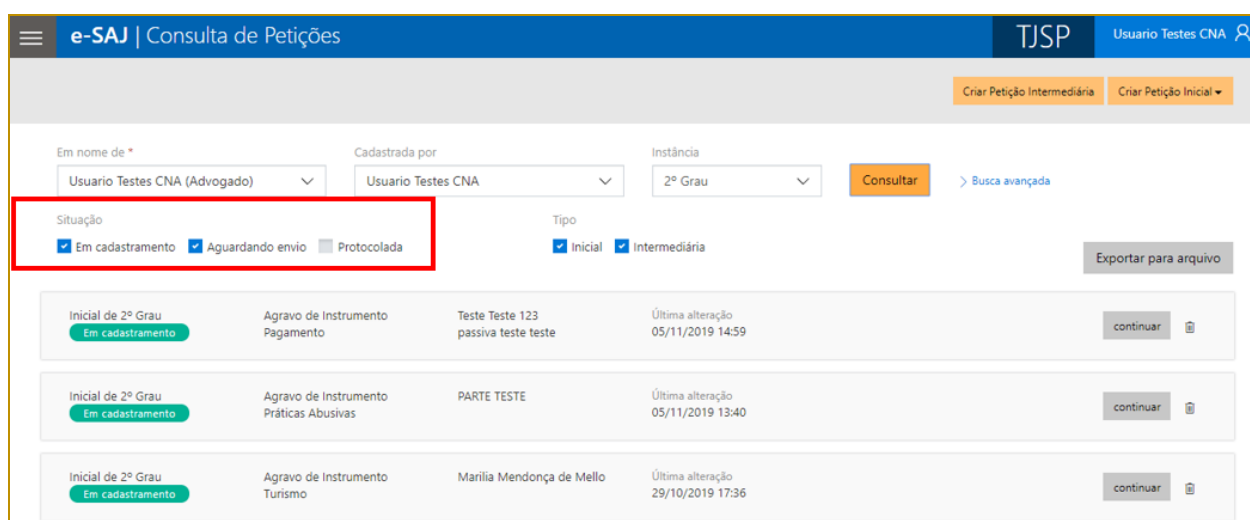 e-SAJ | Consulta de Petições
TJSP
Usuario Testes CNA
Criar Petição Intermediária
Criar Petição Inicial
Em nome de *
Cadastrada por
Instância
Usuario Testes CNA (Advogado)
Usuario Testes CNA
2º Grau
Consultar
Busca avançada
Situação
Tipo
Em cadastramento
Aguardando envio
Protocolada
Inicial
Intermediária
Exportar para arquivo
Inicial de 2º Grau
Em cadastramento
Agravo de Instrumento
Pagamento
Teste Teste 123
passiva teste teste
Última alteração
05/11/2019 14:59
continuar
Inicial de 2º Grau
Em cadastramento
Agravo de Instrumento
Práticas Abusivas
PARTE TESTE
Última alteração
05/11/2019 13:40
continuar
Inicial de 2º Grau
Em cadastramento
Agravo de Instrumento
Turismo
Marília Mendonça de Mello
Última alteração
29/10/2019 17:36
continuar